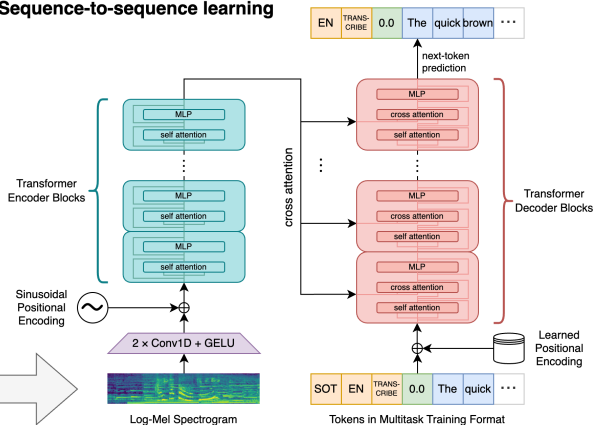 Sequence-to-sequence learning
EN TRANS-CRIBE 0.0 The quick brown ...
next-token
prediction
MLP
self attention
MLP
cross attention
self attention
Transformer
Encoder Blocks
cross attention
Transformer
Decoder Blocks
MLP
self attention
MLP
self attention
MLP
cross attention
self attention
MLP
cross attention
self attention
Sinusoidal
Positional
Encoding
2 × Conv1D + GELU
Learned
Positional
Encoding
SOT EN TRANS-CRIBE 0.0 The quick ...
Log-Mel Spectrogram
Tokens in Multitask Training Format